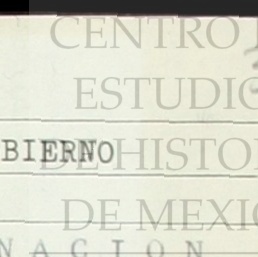 CENTRO
ESTUDIO
BIERNO
DE HISTO
DE MEXIC
NACION